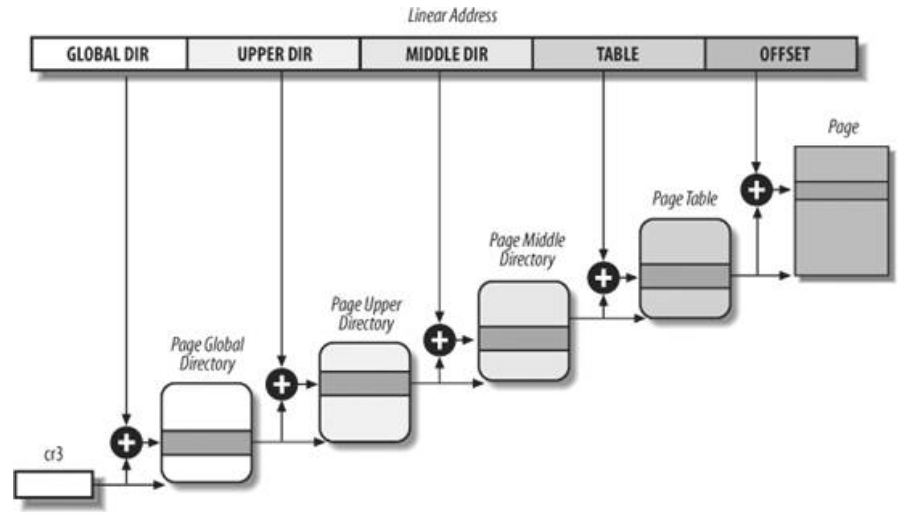 Linear Address
GLOBAL DIR
UPPER DIR
MIDDLE DIR
TABLE
OFFSET
Page
Page Table
Page Middle
Directory
Page Upper
Directory
Page Global
Directory
cr3